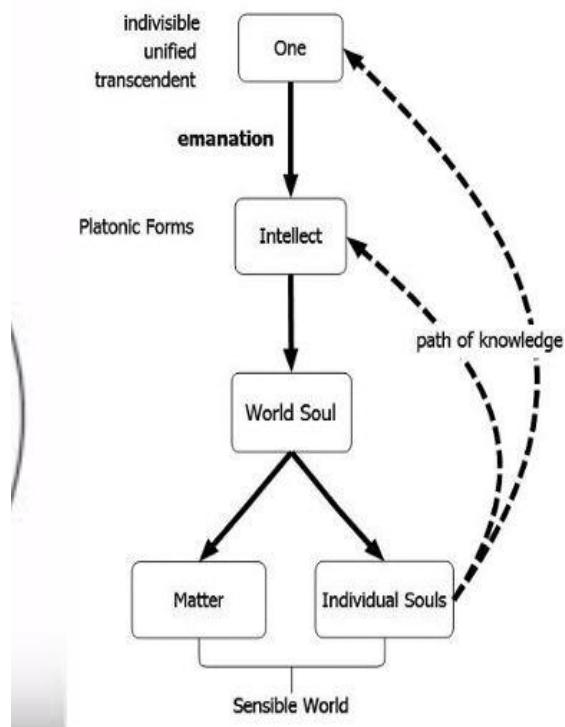 indivisible
unified
transcendent
One
emanation
Platonic Forms
Intellect
path of knowledge
World Soul
Matter
Individual Souls
Sensible World